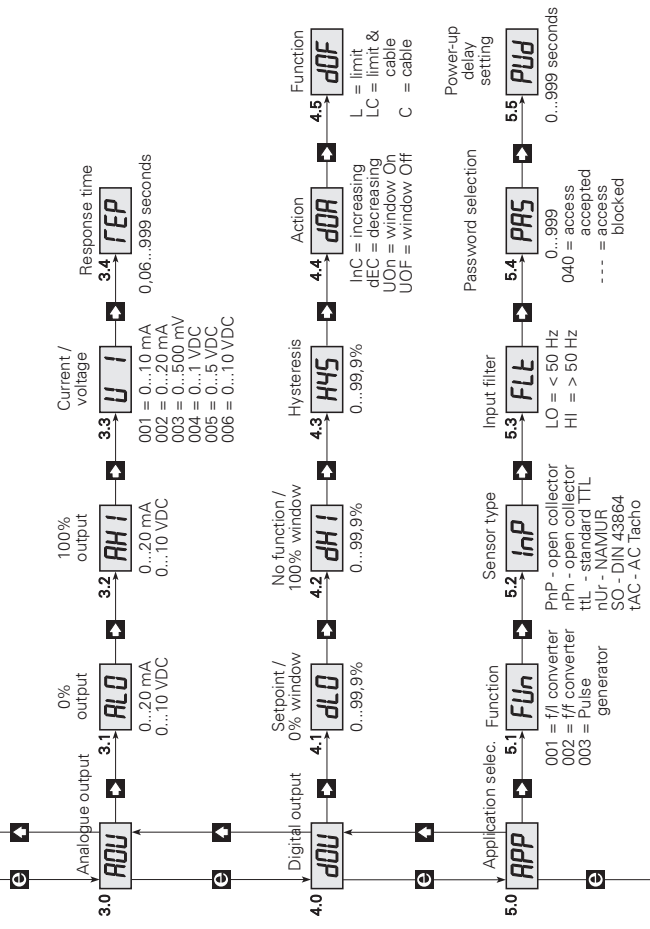 3.0
Analogue output
AOU
3.1
0%
output
ALO
0...20 mA
0...10 VDC
3.2
100%
output
AHI
0...20 mA
0...10 VDC
3.3
Current /
voltage
U I
001 = 0...10 mA
002 = 0...20 mA
003 = 0...500 mV
004 = 0...1 VDC
005 = 0...5 VDC
006 = 0...10 VDC
3.4
Response time
rEP
0,06...999 seconds
e
e
4.0
Digital output
dOU
4.1
Setpoint /
0% window
dLO
0...99,9%
4.2
No function /
100% window
dHI
0...99,9%
4.3
Hysteresis
HYS
0...99,9%
4.4
Action
dOA
InC = increasing
dEC = decreasing
UOn = window On
UOF = window Off
4.5
Function
dOF
L = limit
LC = limit &
cable
C = cable
e
5.0
Application selec.
APP
5.1
Function
FUn
001 = f/I converter
002 = f/f converter
003 = Pulse
generator
5.2
Sensor type
InP
PnP - open collector
nPn - open collector
ttL - standard TTL
nUr - NAMUR
SO - DIN 43864
tAC - AC Tacho
5.3
Input filter
FLt
LO = < 50 Hz
HI = > 50 Hz
5.4
Password selection
PAS
0...999
040 = access
accepted
- - - = access
blocked
5.5
Power-up
delay
setting
PUd
0...999 seconds
e